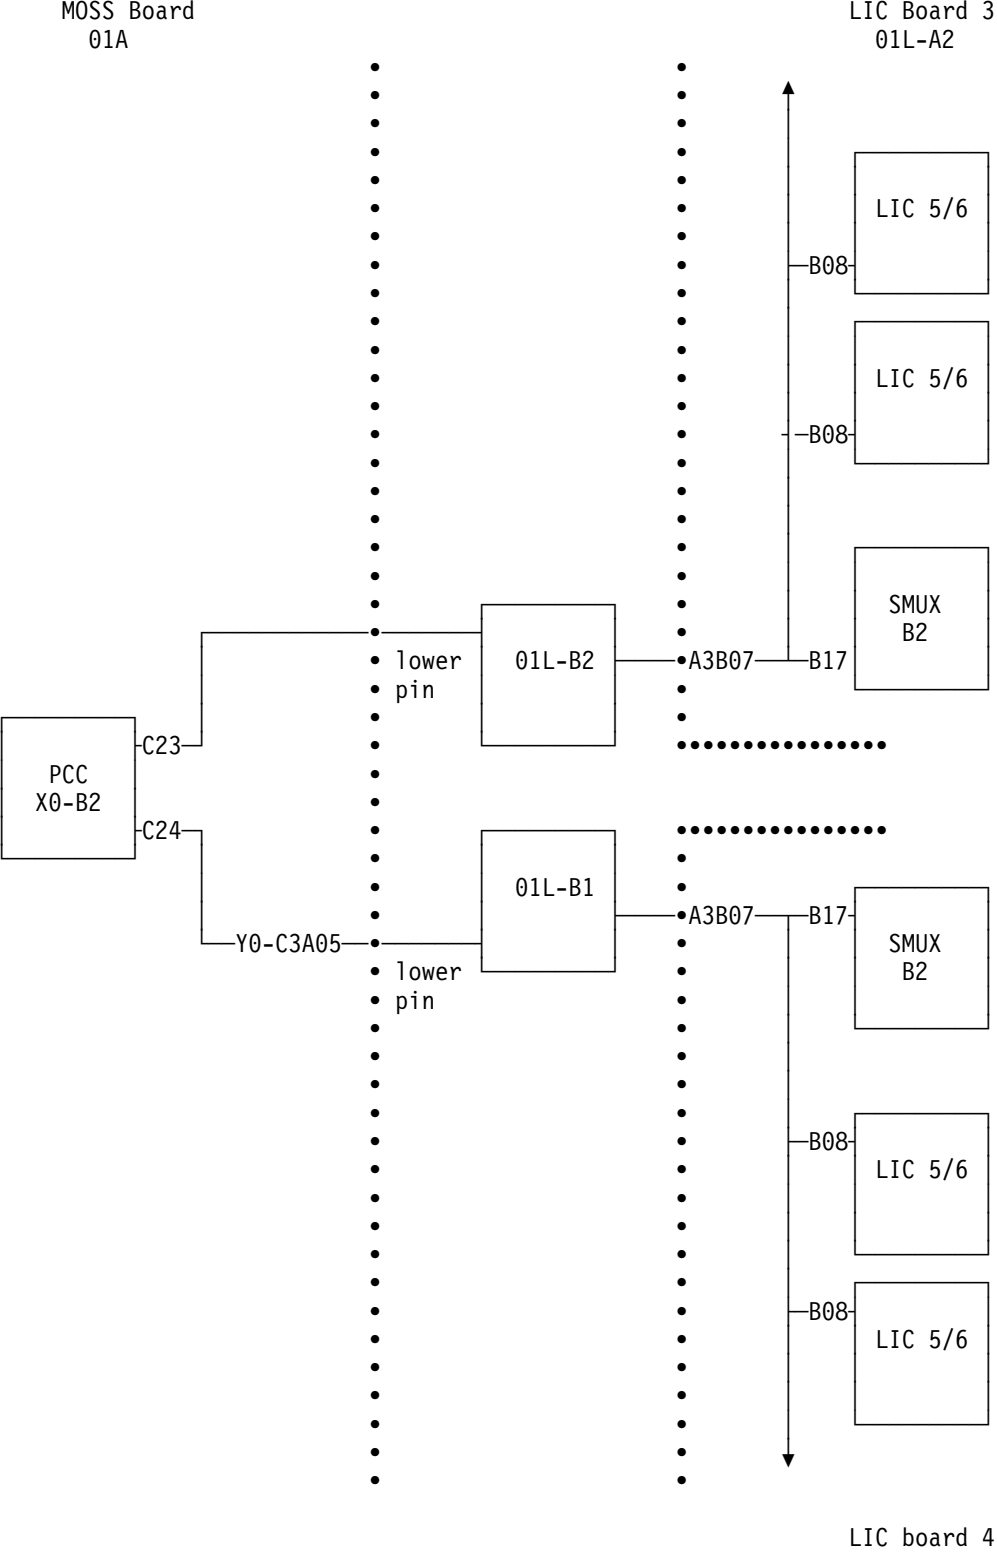 MOSS Board
01A
LIC Board 3
01L-A2
LIC 5/6
B08
LIC 5/6
B08
SMUX
B2
01L-B2
A3B07
B17
lower
pin
C23
PCC
X0-B2
C24
01L-B1
A3B07
B17
Y0-C3A05
SMUX
B2
lower
pin
B08
LIC 5/6
B08
LIC 5/6
LIC board 4